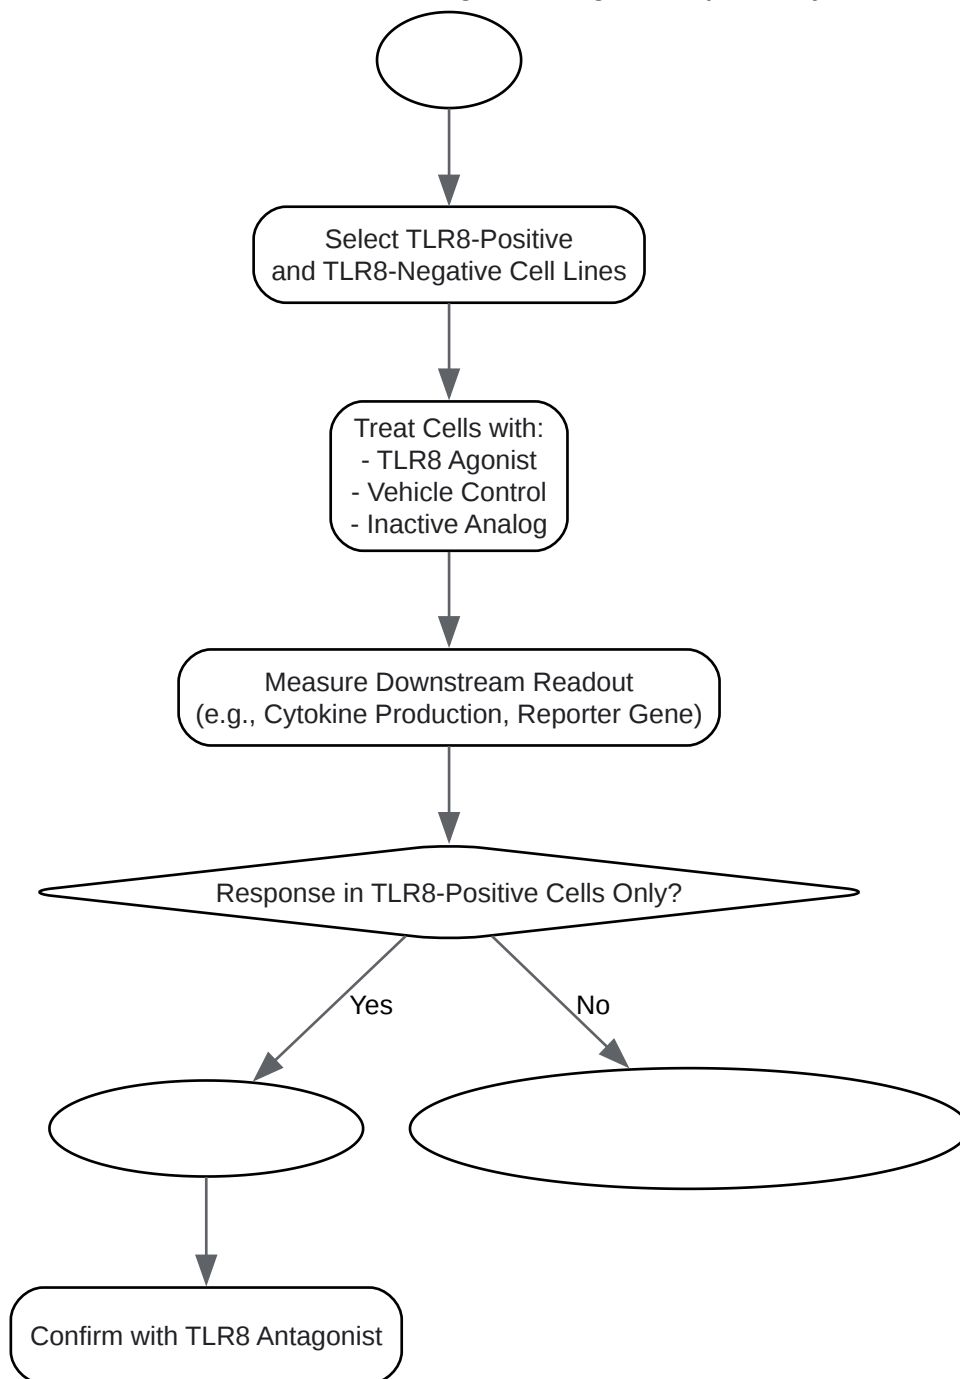 Select TLR8-Positive
and TLR8-Negative Cell Lines
Treat Cells with:
- TLR8 Agonist
- Vehicle Control
- Inactive Analog
Measure Downstream Readout
(e.g., Cytokine Production, Reporter Gene)
Response in TLR8-Positive Cells Only?
Yes
No
Confirm with TLR8 Antagonist